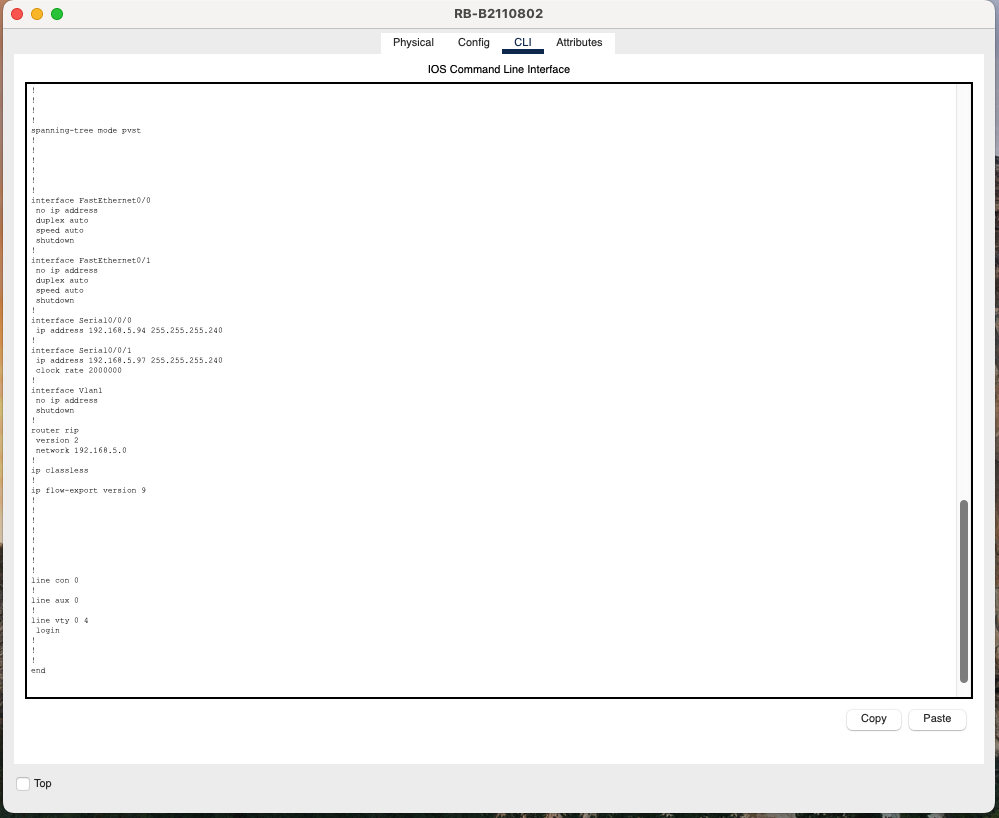 RB-B2110802
Physical Config CLI Attributes
IOS Command Line Interface
!
!
!
!
spanning-tree mode pvst
!
!
!
!
!
!
interface FastEthernet0/0
no ip address
duplex auto
speed auto
shutdown
!
interface FastEthernet0/1
no ip address
duplex auto
speed auto
shutdown
!
interface Serial0/0/0
ip address 192.168.5.94 255.255.255.240
!
interface Serial0/0/1
ip address 192.168.5.97 255.255.255.240
clock rate 2000000
!
interface Vlan1
no ip address
shutdown
!
router rip
version 2
network 192.168.5.0
!
ip classless
!
ip flow-export version 9
!
!
!
!
!
!
!
!
line con 0
!
line aux 0
!
line vty 0 4
login
!
!
!
end
Copy Paste
Top